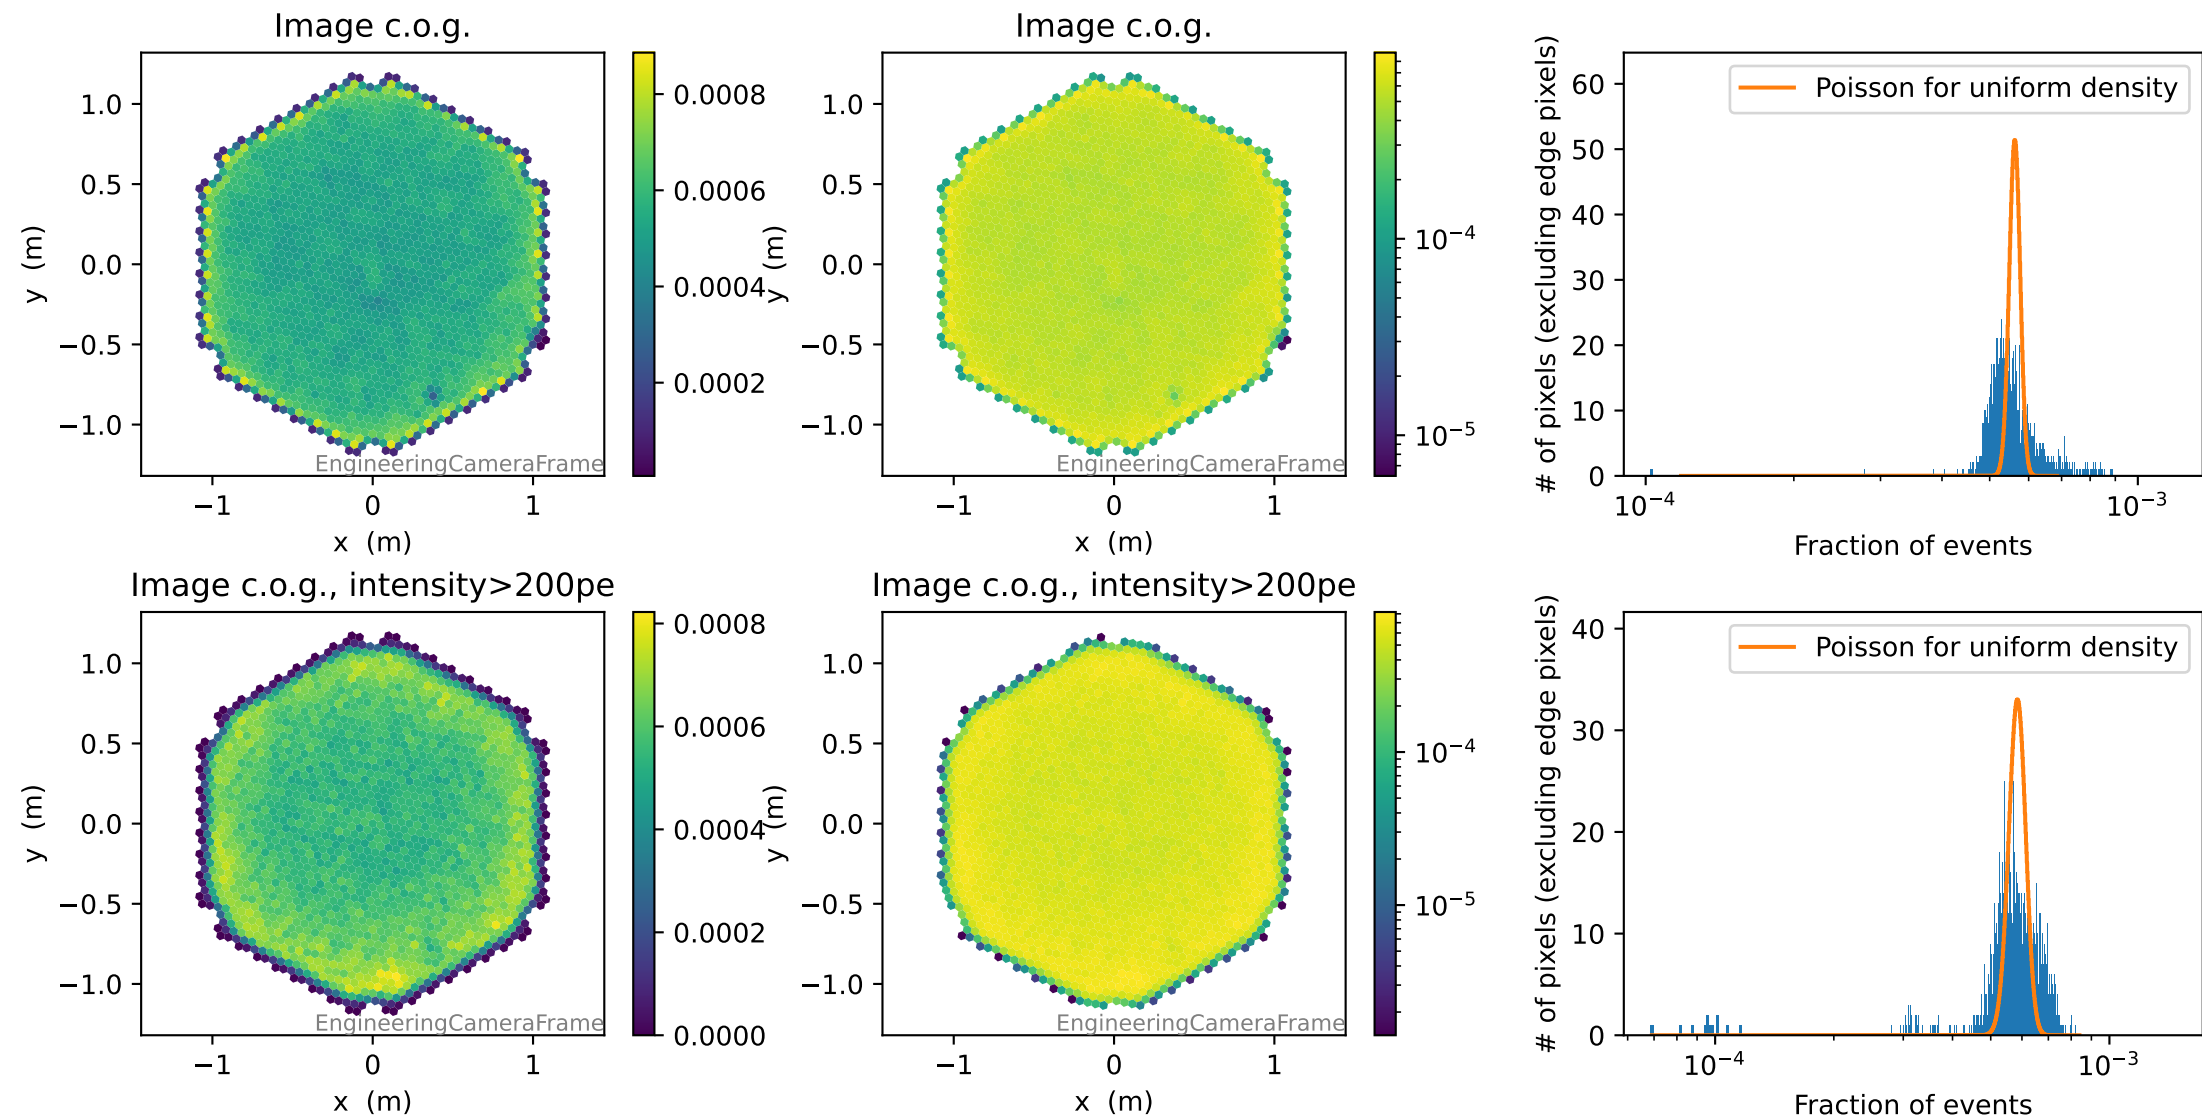 Image c.o.g.
1.0
0.5
0.0
−0.5
−1.0
y (m)
−1
0
1
x (m)
EngineeringCameraFrame
0.0008
0.0006
0.0004
0.0002
Image c.o.g.
1.0
0.5
0.0
−0.5
−1.0
y (m)
−1
0
1
x (m)
EngineeringCameraFrame
10⁻⁴
10⁻⁵
60
50
40
30
20
10
0
# of pixels (excluding edge pixels)
Poisson for uniform density
10⁻⁴
10⁻³
Fraction of events
Image c.o.g., intensity>200pe
1.0
0.5
0.0
−0.5
−1.0
y (m)
−1
0
1
x (m)
EngineeringCameraFrame
0.0008
0.0006
0.0004
0.0002
0.0000
Image c.o.g., intensity>200pe
1.0
0.5
0.0
−0.5
−1.0
y (m)
−1
0
1
x (m)
EngineeringCameraFrame
10⁻⁴
10⁻⁵
40
30
20
10
0
# of pixels (excluding edge pixels)
Poisson for uniform density
10⁻⁴
10⁻³
Fraction of events